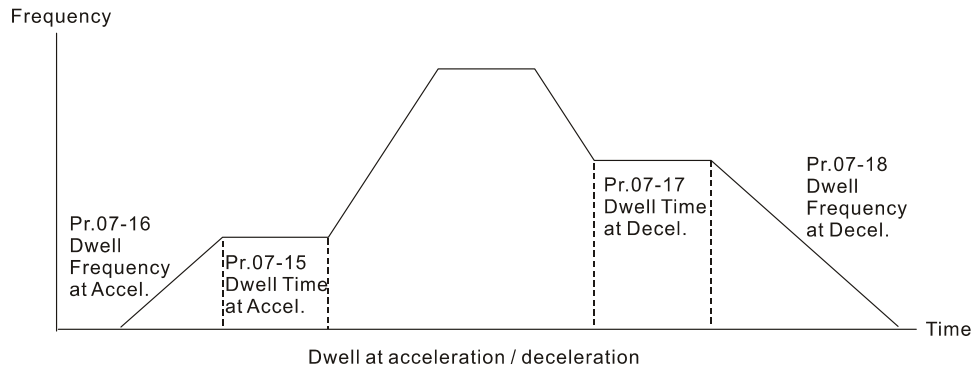 Frequency
Pr.07-16
Dwell
Frequency
at Accel.
Pr.07-15
Dwell Time
at Accel.
Pr.07-17
Dwell Time
at Decel.
Pr.07-18
Dwell
Frequency
at Decel.
Time
Dwell at acceleration / deceleration